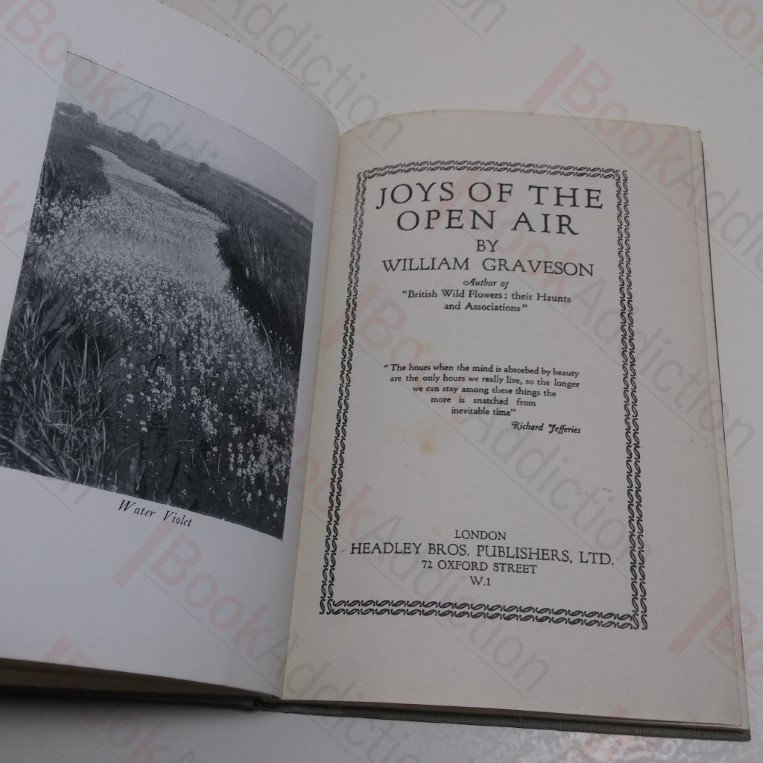 Water Violet
JOYS OF THE
OPEN AIR
BY
WILLIAM GRAVESON
Author of
"British Wild Flowers: their Haunts
and Associations"
"The hours when the mind is absorbed by beauty
are the only hours we really live, so the longer
we can stay among these things the
more is snatched from
inevitable time"
Richard Jefferies
LONDON
HEADLEY BROS. PUBLISHERS, LTD.
72 OXFORD STREET
W.1
BookAddiction